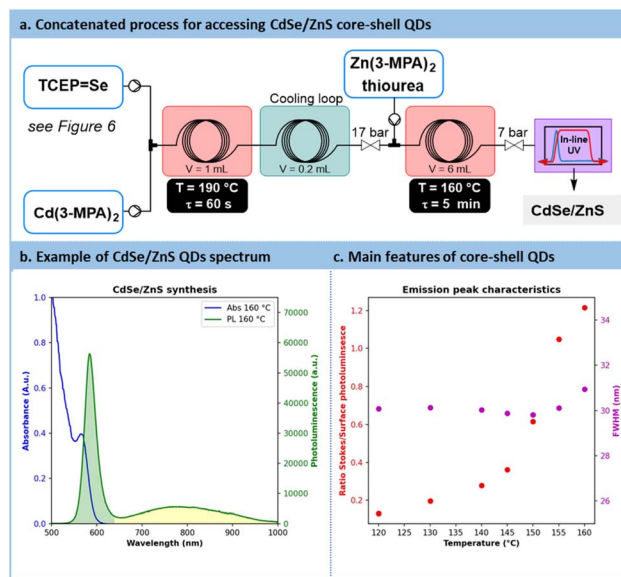 a. Concatenated process for accessing CdSe/ZnS core-shell QDs
TCEP=Se
see Figure 6
Cd(3-MPA)₂
V = 1 mL
T = 190 °C
τ = 60 s
Cooling loop
V = 0.2 mL
17 bar
Zn(3-MPA)₂
thiourea
V = 6 mL
T = 160 °C
τ = 5 min
7 bar
In-line
UV
CdSe/ZnS
b. Example of CdSe/ZnS QDs spectrum
CdSe/ZnS synthesis
Abs 160 °C
PL 160 °C
Absorbance (A.u.)
1.0
0.8
0.6
0.4
0.2
0.0
500
600
700
800
900
1000
Wavelength (nm)
70000
60000
50000
40000
30000
20000
10000
0
Photoluminescence (a.u.)
c. Main features of core-shell QDs
Emission peak characteristics
Ratio Stokes/Surface photoluminesce
1.2
1.0
0.8
0.6
0.4
0.2
120
125
130
135
140
145
150
155
160
Temperature (°C)
34
32
30
28
26
FWHM (nm)